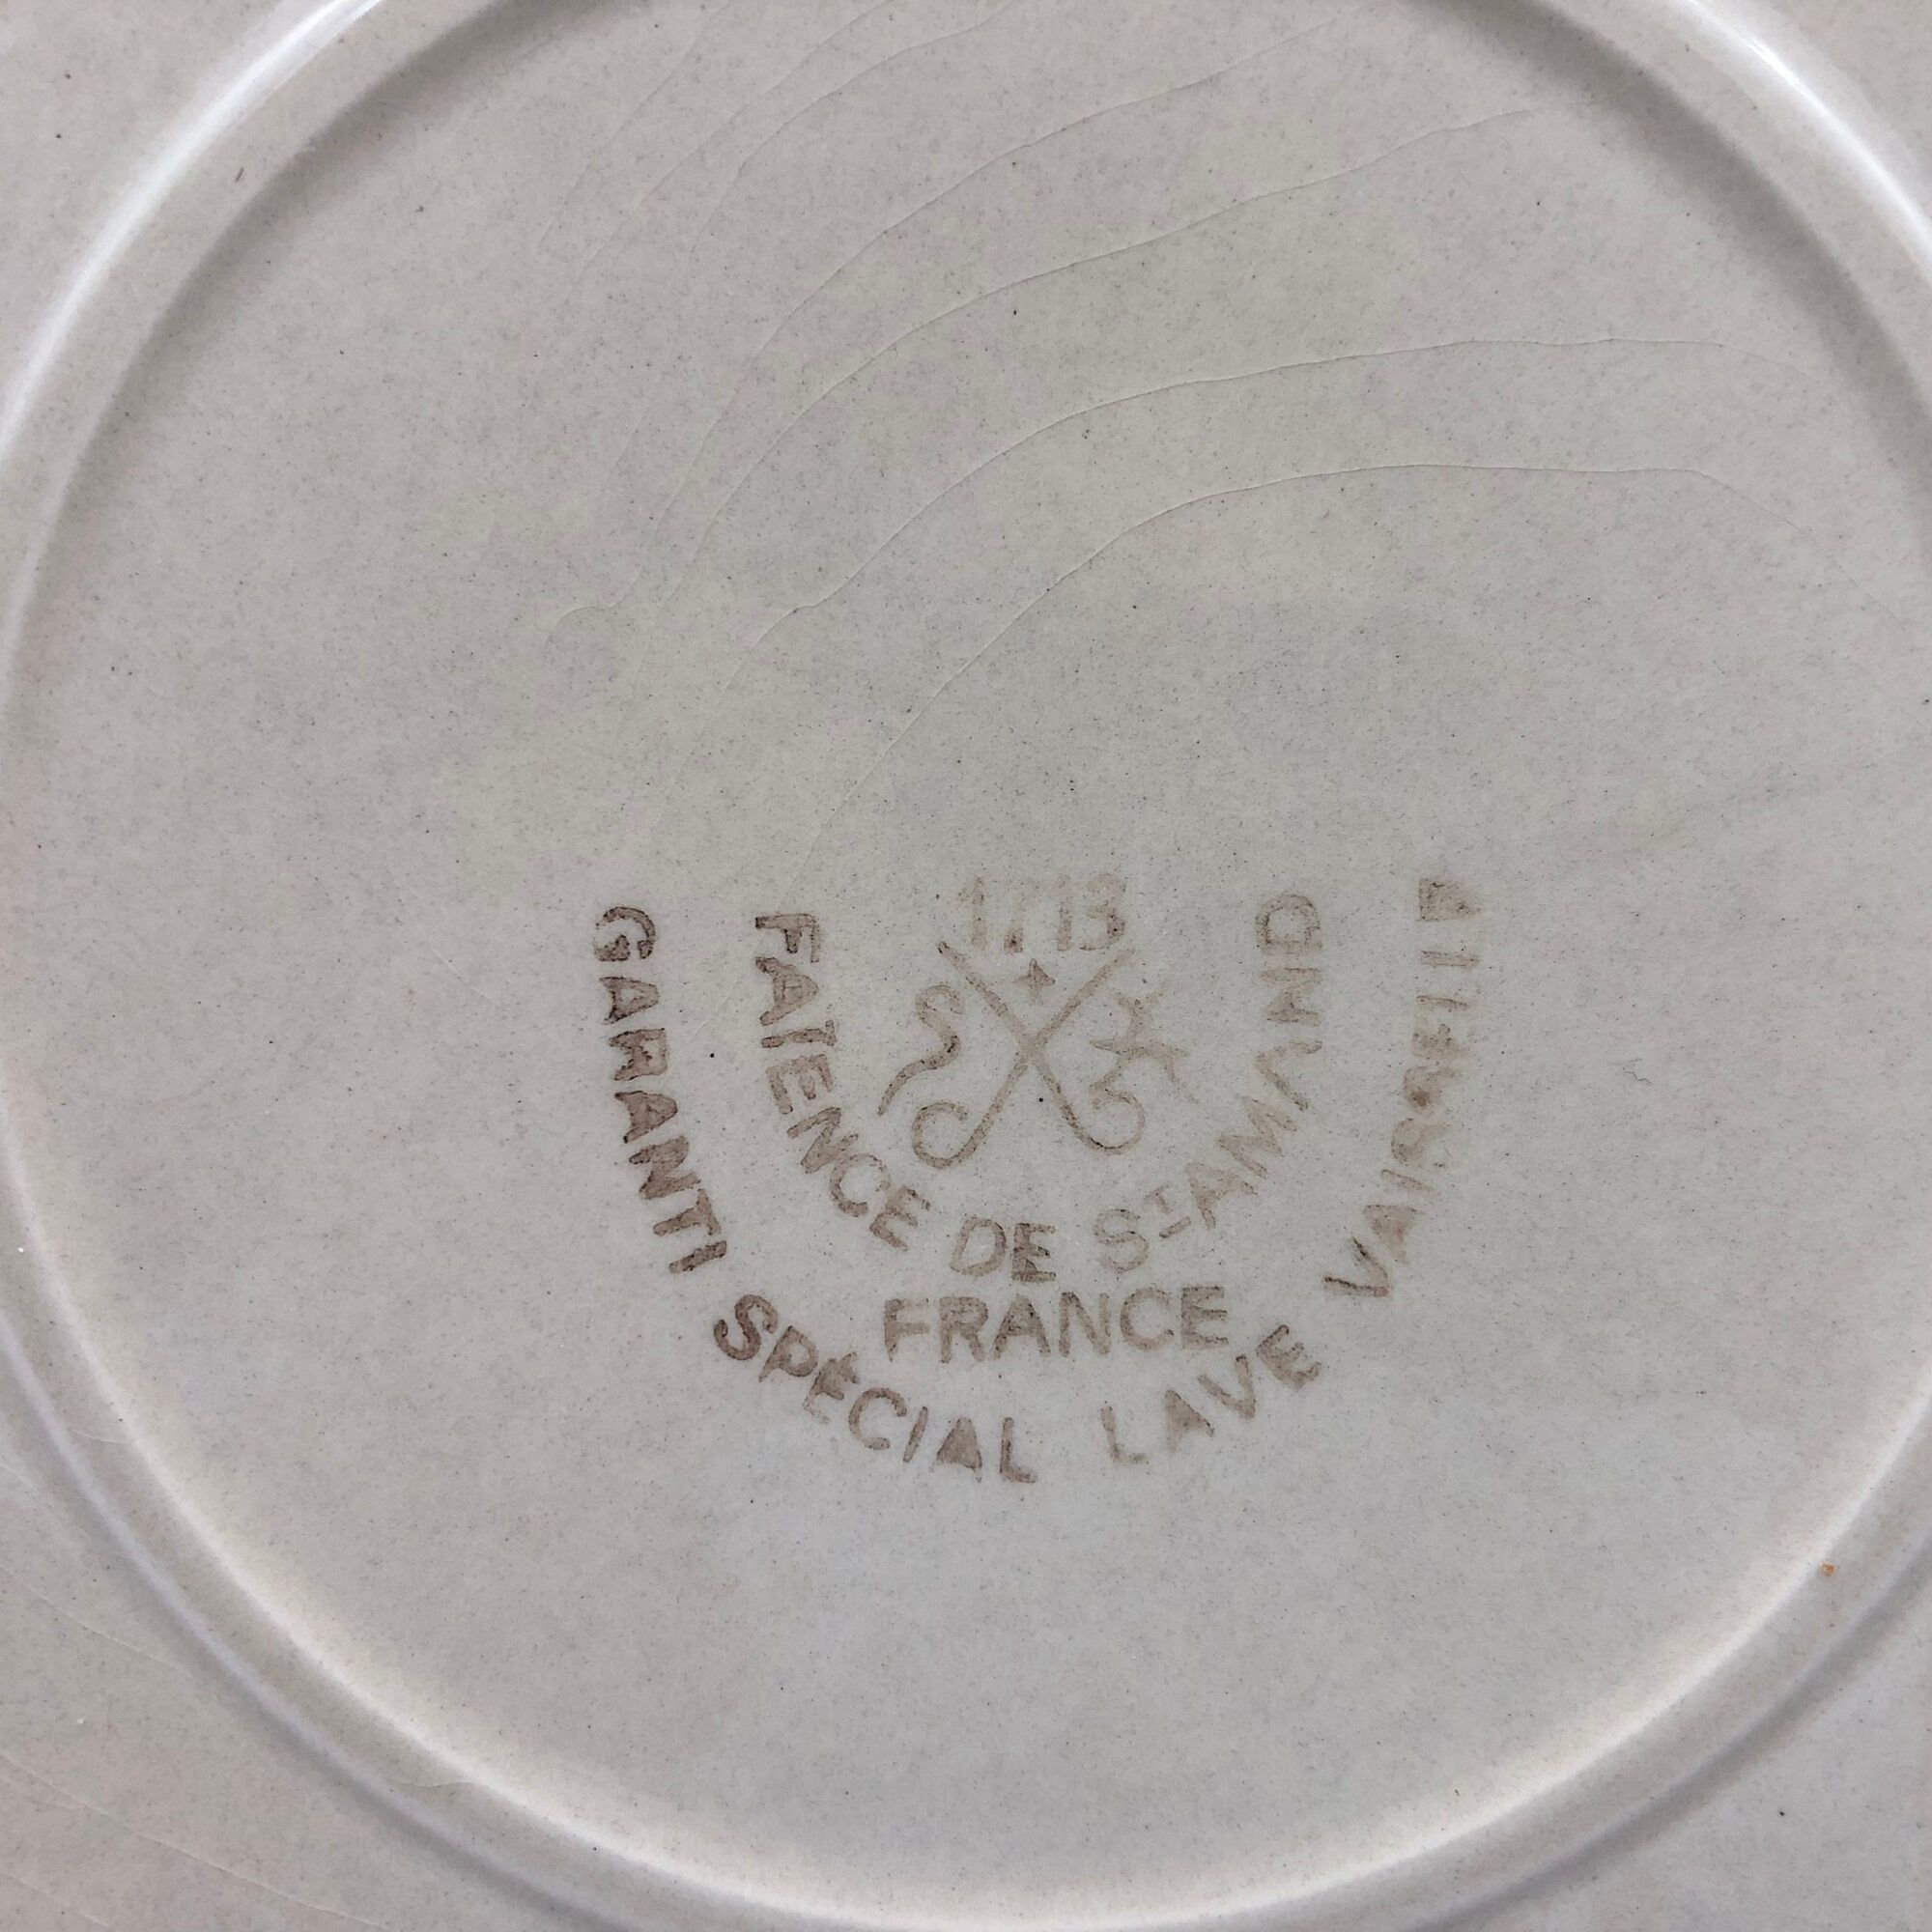 1713
FAÏENCE DE ST AMAND
FRANCE
GARANTI SPÉCIAL LAVE VAISSELLE